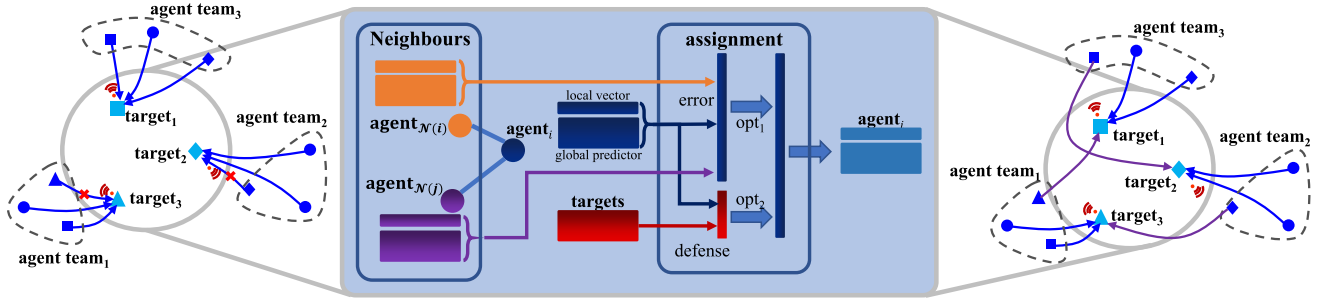 agent team₃
target₁
agent team₂
target₂
target₃
agent team₁
Neighbours
agent𝒩(i)
agentᵢ
agent𝒩(j)
local vector
global predictor
targets
assignment
error
opt₁
opt₂
defense
agentᵢ
agent team₃
target₁
agent team₂
target₂
agent team₁
target₃